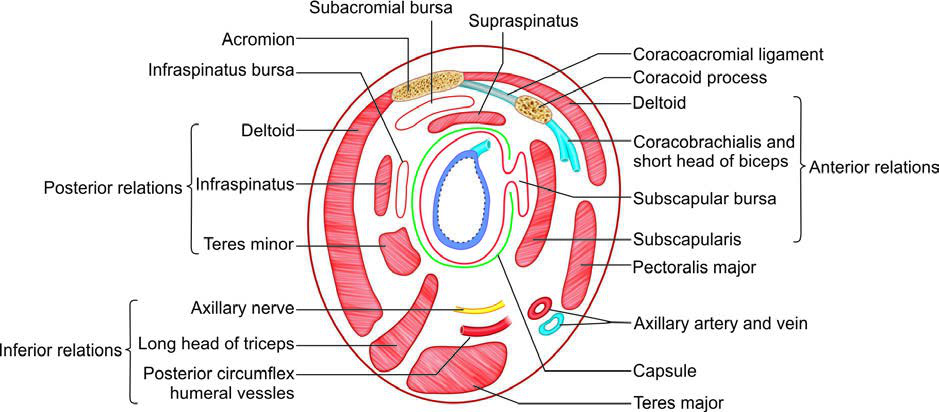 Subacromial bursa
Supraspinatus
Acromion
Infraspinatus bursa
Coracoacromial ligament
Coracoid process
Deltoid
Deltoid
Coracobrachialis and
short head of biceps
Anterior relations
Posterior relations
Infraspinatus
Subscapular bursa
Teres minor
Subscapularis
Pectoralis major
Axillary nerve
Axillary artery and vein
Inferior relations
Long head of triceps
Posterior circumflex
humeral vessles
Capsule
Teres major